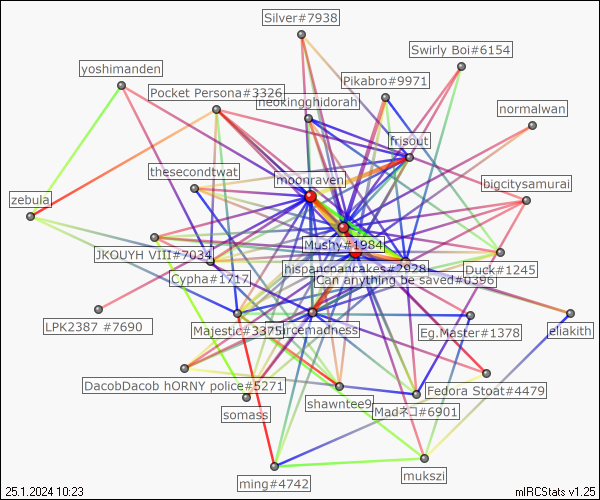 Silver#7938
Swirly Boi#6154
yoshimanden
Pikabro#9971
Pocket Persona#3326
neokingghidorah
normalwan
frisout
thesecondtwat
moonraven
bigcitysamurai
zebula
Mushy#1984
JKOUYH VIII#7034
hispancpancakes#2928
Duck#1245
Cypha#1717
Can anything be saved#0396
LPK2387 #7690
Majestic#3375
ircemadness
Eg.Master#1378
eliakith
DacobDacob hORNY police#5271
Fedora Stoat#4479
shawntee9
somass
Madネコ#6901
mukszi
ming#4742
25.1.2024 10:23
mIRCStats v1.25